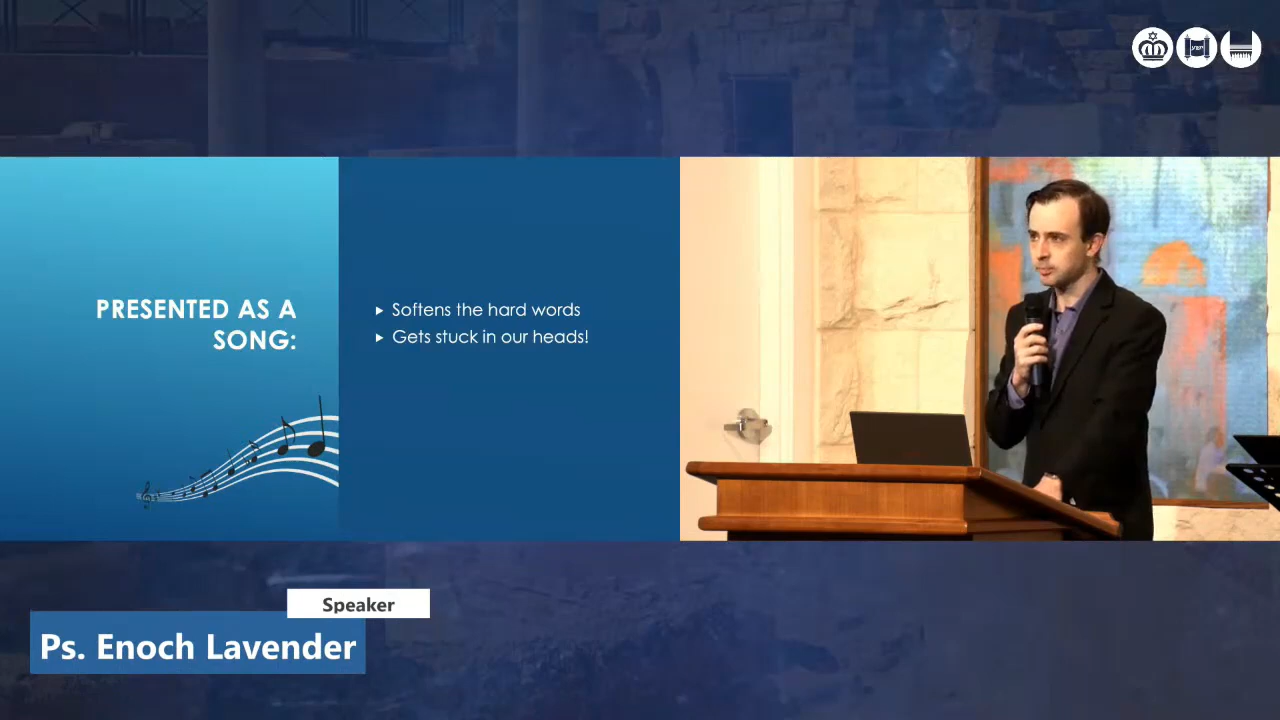 PRESENTED AS A
SONG:
Softens the hard words
Gets stuck in our heads!
Speaker
Ps. Enoch Lavender